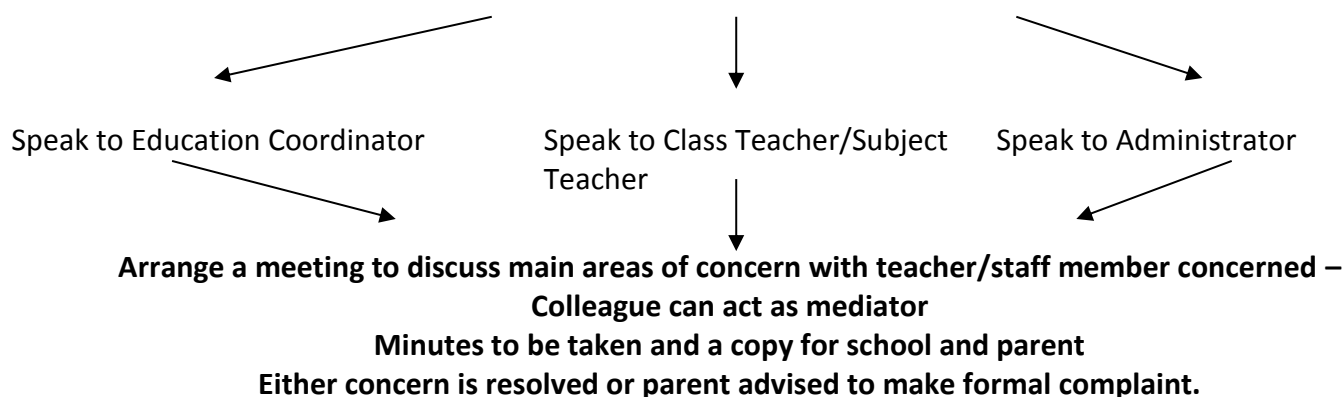 Speak to Education Coordinator
Speak to Class Teacher/Subject
Teacher
Speak to Administrator
Arrange a meeting to discuss main areas of concern with teacher/staff member concerned –
Colleague can act as mediator
Minutes to be taken and a copy for school and parent
Either concern is resolved or parent advised to make formal complaint.